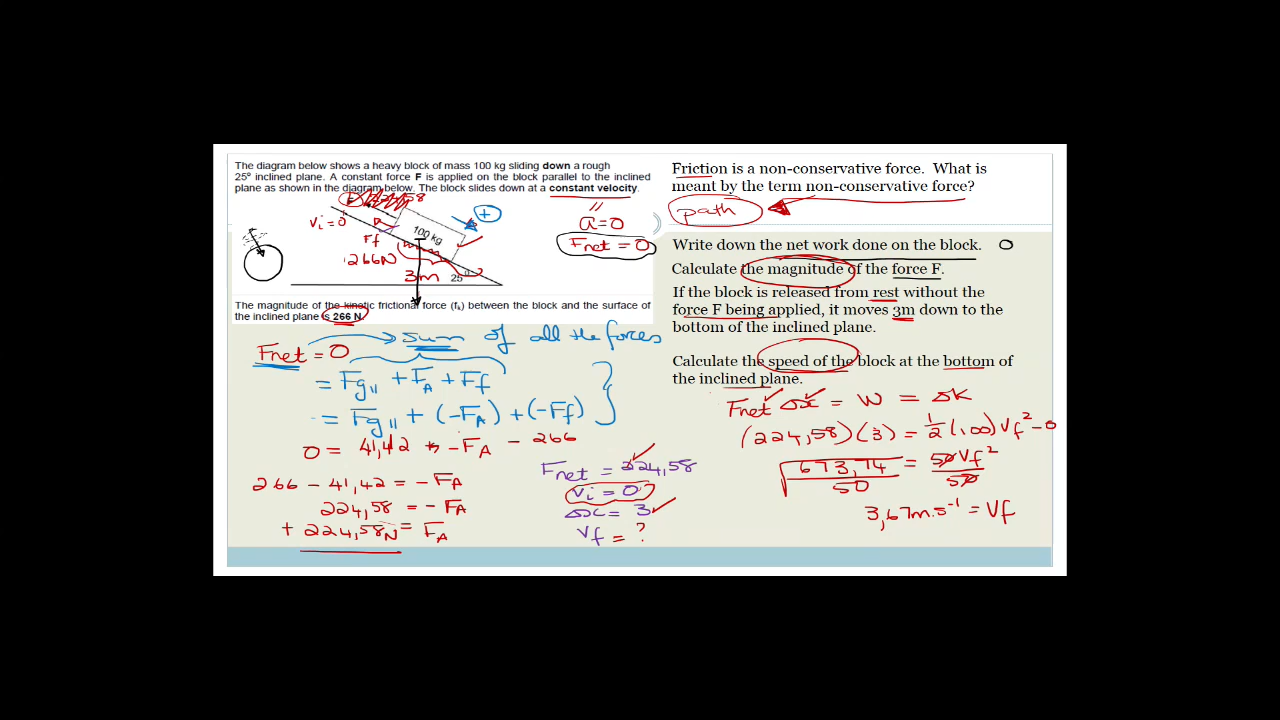 The diagram below shows a heavy block of mass 100 kg sliding down a rough
25° inclined plane. A constant force F is applied on the block parallel to the inclined
plane as shown in the diagram below. The block slides down at a constant velocity.
F
vi = 0
Ff
266N
100 kg
3m
25°
+
=
a = 0
Fnet = 0
The magnitude of the kinetic frictional force (fk) between the block and the surface of
the inclined plane is 266 N.
Fnet = 0
sum of all the forces
= Fg∥ + FA + Ff
= Fg∥ + (-FA) + (-Ff)
0 = 41,42 - FA - 266
266 - 41,42 = - FA
224,58 = - FA
+ 224,58N = FA
Fnet = 224,58
vi = 0
Δx = 3
Vf = ?
Friction is a non-conservative force. What is
meant by the term non-conservative force?
path
Write down the net work done on the block. 0
Calculate the magnitude of the force F.
If the block is released from rest without the
force F being applied, it moves 3m down to the
bottom of the inclined plane.
Calculate the speed of the block at the bottom of
the inclined plane.
Fnet Δx = W = ΔK
(224,58)(3) = 1/2 (100) Vf² - 0
√673,74/50 = 50Vf²/50
3,67m.s⁻¹ = Vf